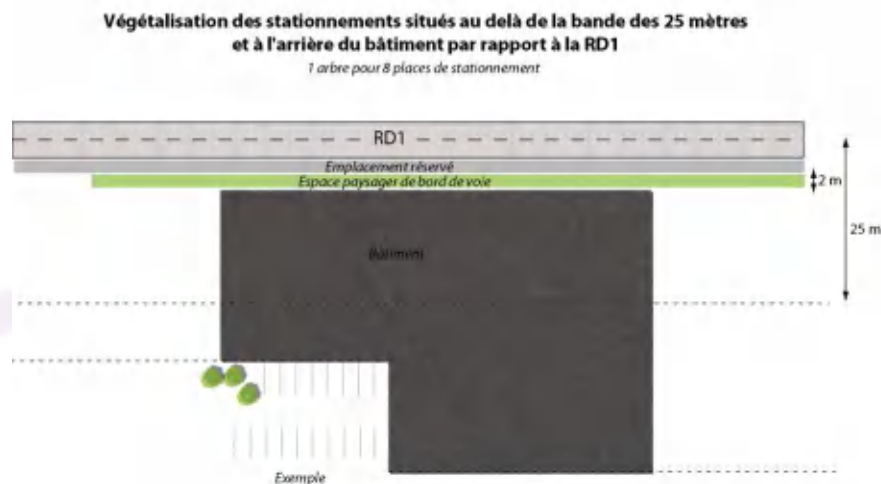 Végétalisation des stationnements situés au delà de la bande des 25 mètres
et à l'arrière du bâtiment par rapport à la RD1
1 arbre pour 8 places de stationnement
RD1
Emplacement réservé
Espace paysager de bord de voie
2 m
25 m
Bâtiment
Exemple